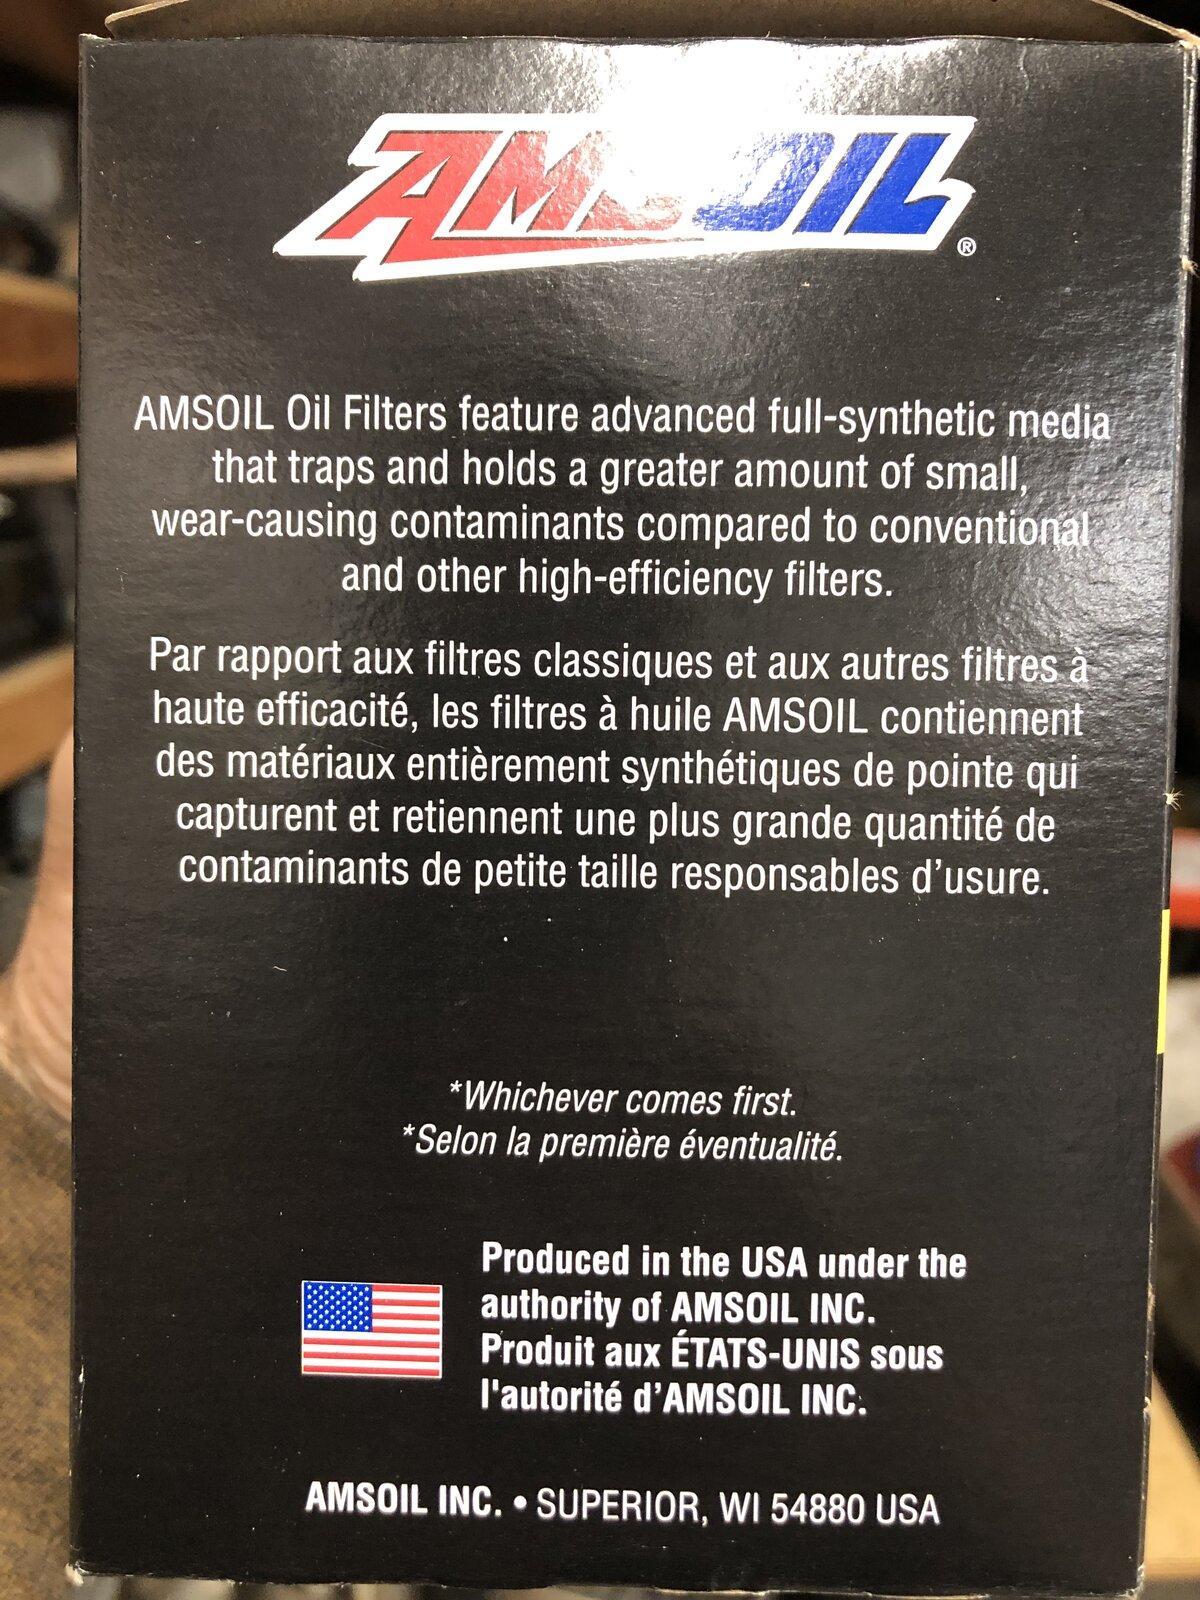 AMSOIL®
AMSOIL Oil Filters feature advanced full-synthetic media
that traps and holds a greater amount of small,
wear-causing contaminants compared to conventional
and other high-efficiency filters.
Par rapport aux filtres classiques et aux autres filtres à
haute efficacité, les filtres à huile AMSOIL contiennent
des matériaux entièrement synthétiques de pointe qui
capturent et retiennent une plus grande quantité de
contaminants de petite taille responsables d'usure.
*Whichever comes first.
*Selon la première éventualité.
Produced in the USA under the
authority of AMSOIL INC.
Produit aux ÉTATS-UNIS sous
l'autorité d'AMSOIL INC.
AMSOIL INC. • SUPERIOR, WI 54880 USA